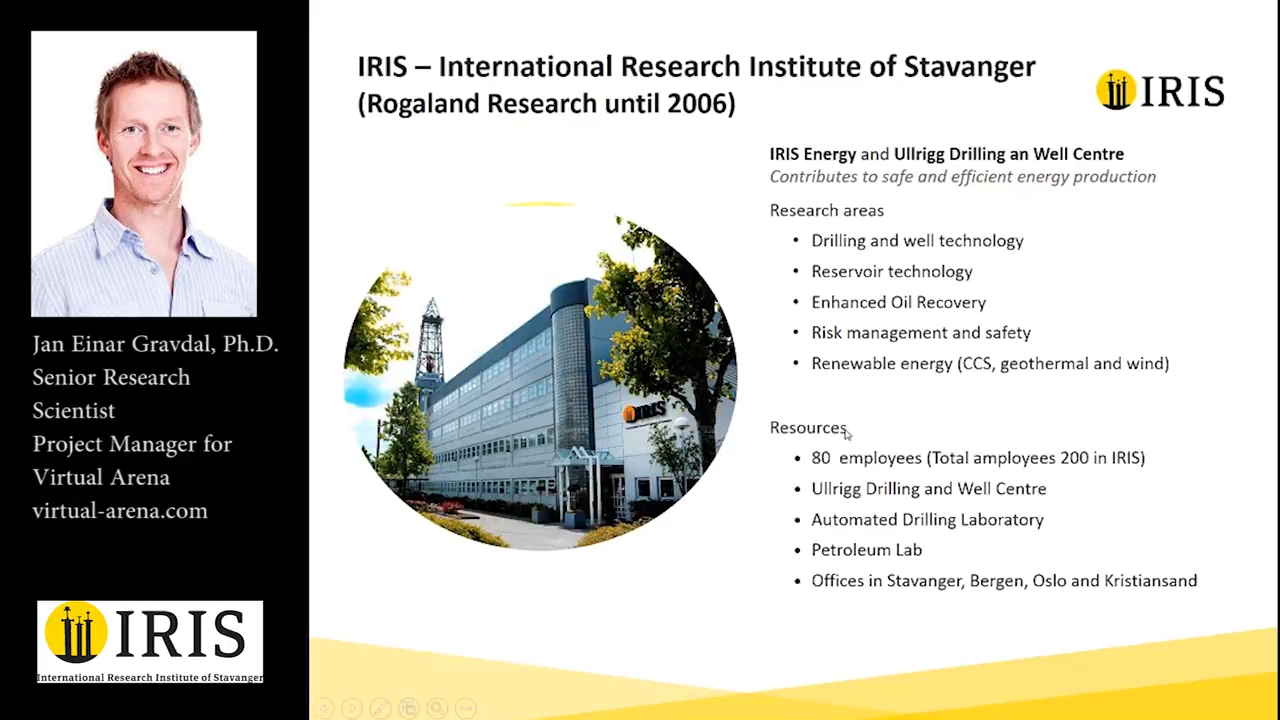 Jan Einar Gravdal, Ph.D.
Senior Research
Scientist
Project Manager for
Virtual Arena
virtual-arena.com
IRIS
International Research Institute of Stavanger
IRIS – International Research Institute of Stavanger
(Rogaland Research until 2006)
IRIS
IRIS
IRIS Energy and Ullrigg Drilling an Well Centre
Contributes to safe and efficient energy production
Research areas
• Drilling and well technology
• Reservoir technology
• Enhanced Oil Recovery
• Risk management and safety
• Renewable energy (CCS, geothermal and wind)
Resources
• 80 employees (Total ampoyees 200 in IRIS)
• Ullrigg Drilling and Well Centre
• Automated Drilling Laboratory
• Petroleum Lab
• Offices in Stavanger, Bergen, Oslo and Kristiansand